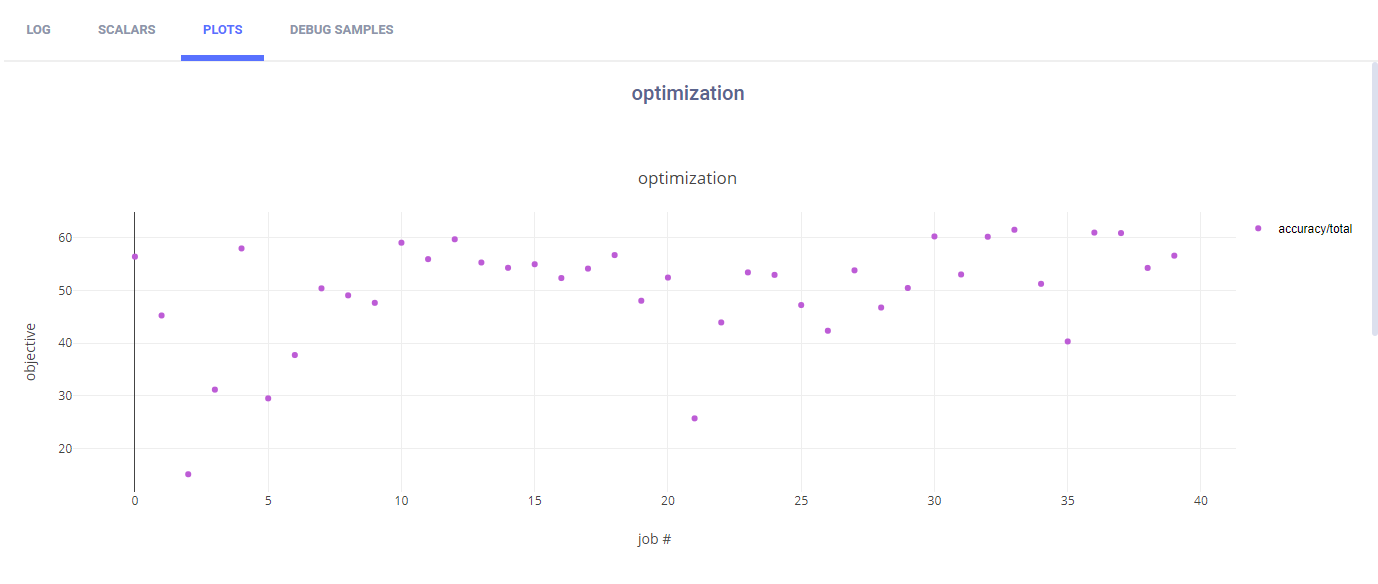 LOG SCALARS PLOTS DEBUG SAMPLES
optimization
optimization
accuracy/total
objective
60
50
40
30
20
0 5 10 15 20 25 30 35 40
job #